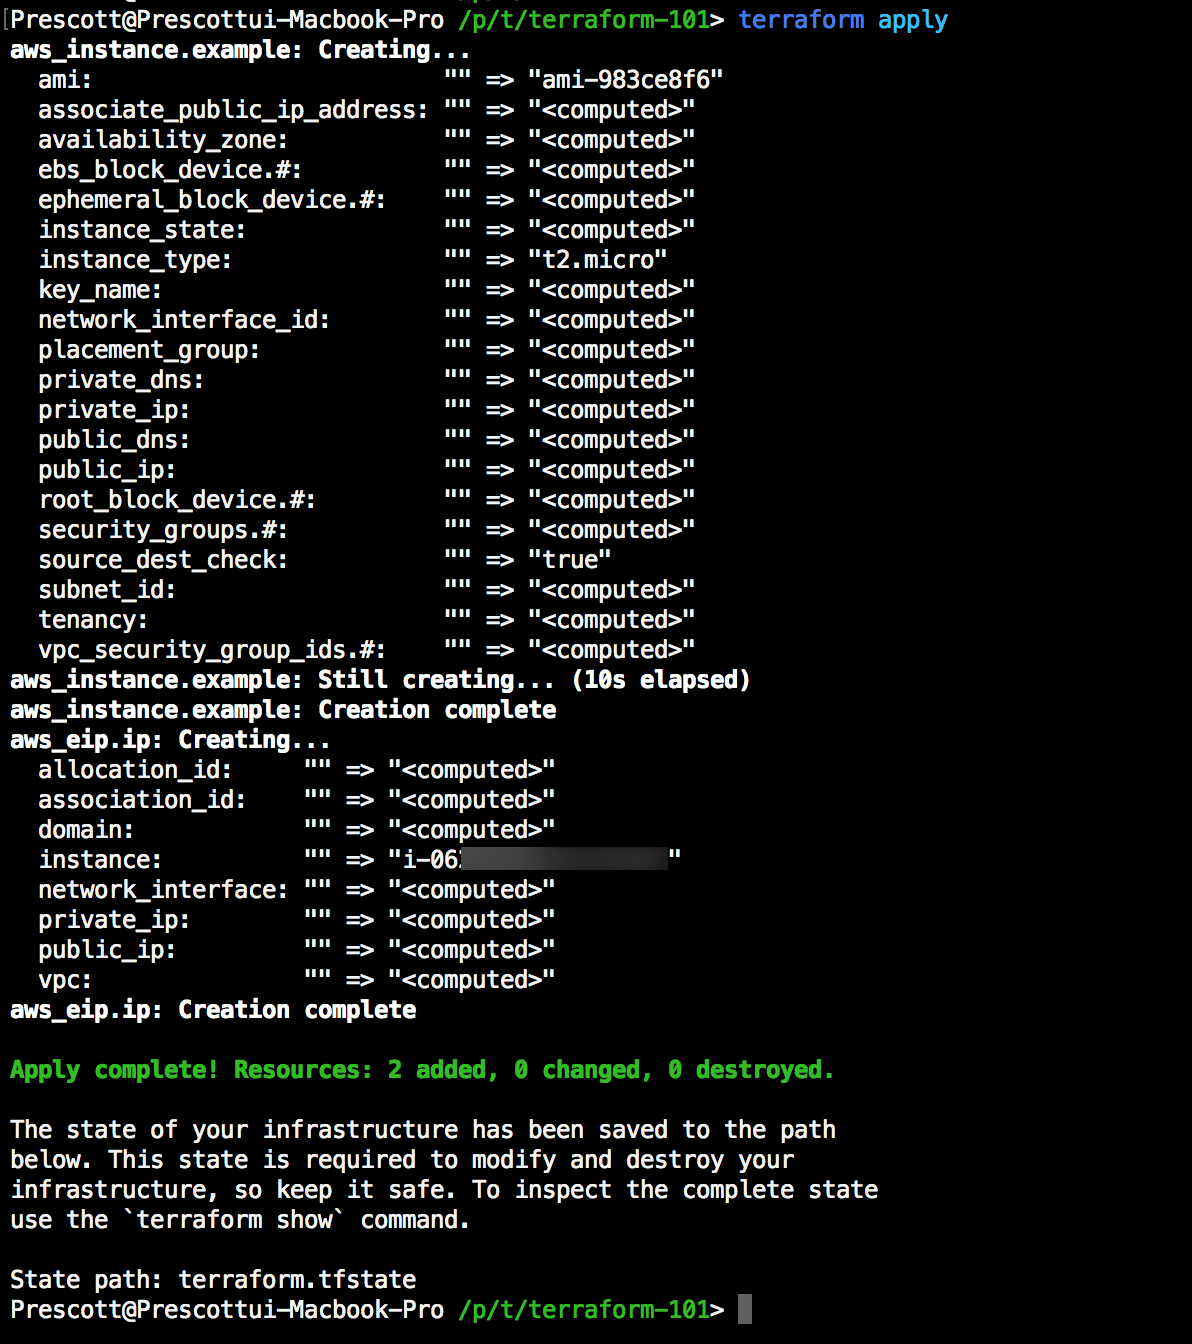 Prescott@Prescottui-Macbook-Pro /p/t/terraform-101> terraform apply
aws_instance.example: Creating...
  ami:                         "" => "ami-983ce8f6"
  associate_public_ip_address: "" => "<computed>"
  availability_zone:           "" => "<computed>"
  ebs_block_device.#:          "" => "<computed>"
  ephemeral_block_device.#:    "" => "<computed>"
  instance_state:              "" => "<computed>"
  instance_type:               "" => "t2.micro"
  key_name:                    "" => "<computed>"
  network_interface_id:        "" => "<computed>"
  placement_group:             "" => "<computed>"
  private_dns:                 "" => "<computed>"
  private_ip:                  "" => "<computed>"
  public_dns:                  "" => "<computed>"
  public_ip:                   "" => "<computed>"
  root_block_device.#:         "" => "<computed>"
  security_groups.#:           "" => "<computed>"
  source_dest_check:           "" => "true"
  subnet_id:                   "" => "<computed>"
  tenancy:                     "" => "<computed>"
  vpc_security_group_ids.#:    "" => "<computed>"
aws_instance.example: Still creating... (10s elapsed)
aws_instance.example: Creation complete
aws_eip.ip: Creating...
  allocation_id:     "" => "<computed>"
  association_id:    "" => "<computed>"
  domain:            "" => "<computed>"
  instance:          "" => "i-06"
  network_interface: "" => "<computed>"
  private_ip:        "" => "<computed>"
  public_ip:         "" => "<computed>"
  vpc:               "" => "<computed>"
aws_eip.ip: Creation complete
Apply complete! Resources: 2 added, 0 changed, 0 destroyed.
The state of your infrastructure has been saved to the path
below. This state is required to modify and destroy your
infrastructure, so keep it safe. To inspect the complete state
use the `terraform show` command.
State path: terraform.tfstate
Prescott@Prescottui-Macbook-Pro /p/t/terraform-101>